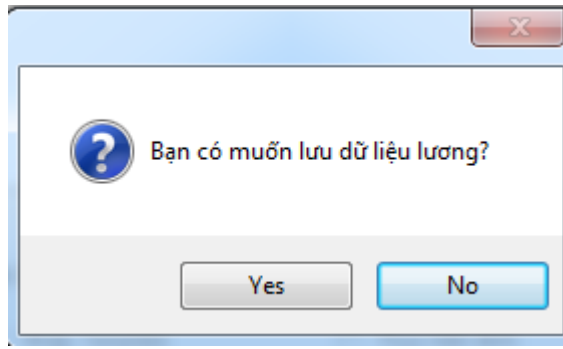 Bạn có muốn lưu dữ liệu lương?
Yes
No